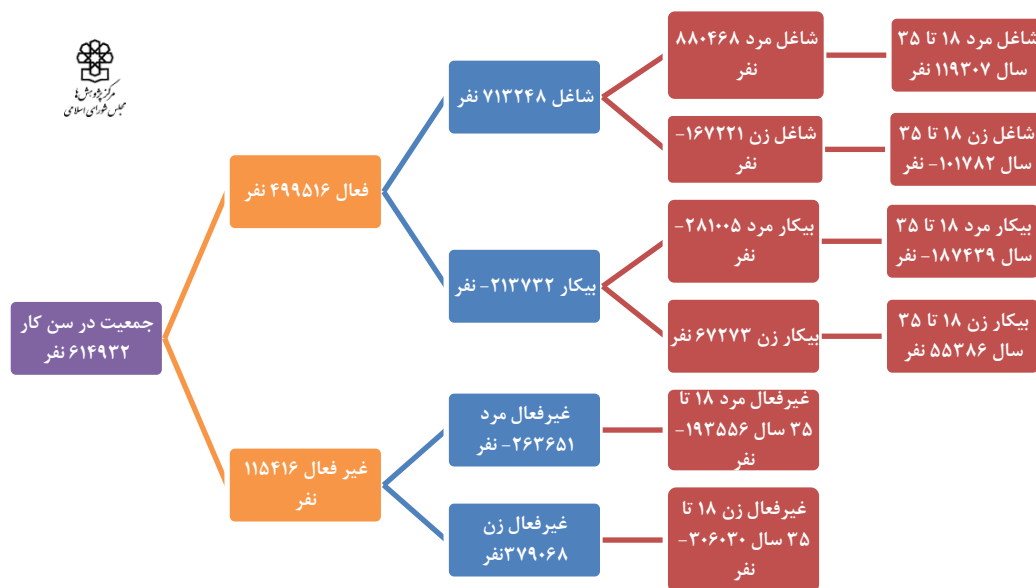 مرکز پژوهش‌ها
مجلس شورای اسلامی
جمعیت در سن کار
۶۱۴۹۳۲ نفر
فعال ۴۹۹۵۱۶ نفر
غیر فعال ۱۱۵۴۱۶
نفر
شاغل ۷۱۳۲۴۸ نفر
بیکار ۲۱۳۷۳۲- نفر
غیرفعال مرد
۲۶۳۶۵۱- نفر
غیرفعال زن
۳۷۹۰۶۸نفر
شاغل مرد ۸۸۰۴۶۸
نفر
شاغل زن ۱۶۷۲۲۱-
نفر
بیکار مرد ۲۸۱۰۰۵-
نفر
بیکار زن ۶۷۲۷۳ نفر
غیرفعال مرد ۱۸ تا
۳۵ سال ۱۹۳۵۵۶-
نفر
غیرفعال زن ۱۸ تا
۳۵ سال ۳۰۶۰۳۰-
نفر
شاغل مرد ۱۸ تا ۳۵
سال ۱۱۹۳۰۷ نفر
شاغل زن ۱۸ تا ۳۵
سال ۱۰۱۷۸۲- نفر
بیکار مرد ۱۸ تا ۳۵
سال ۱۸۷۴۳۹- نفر
بیکار زن ۱۸ تا ۳۵
سال ۵۵۳۸۶ نفر